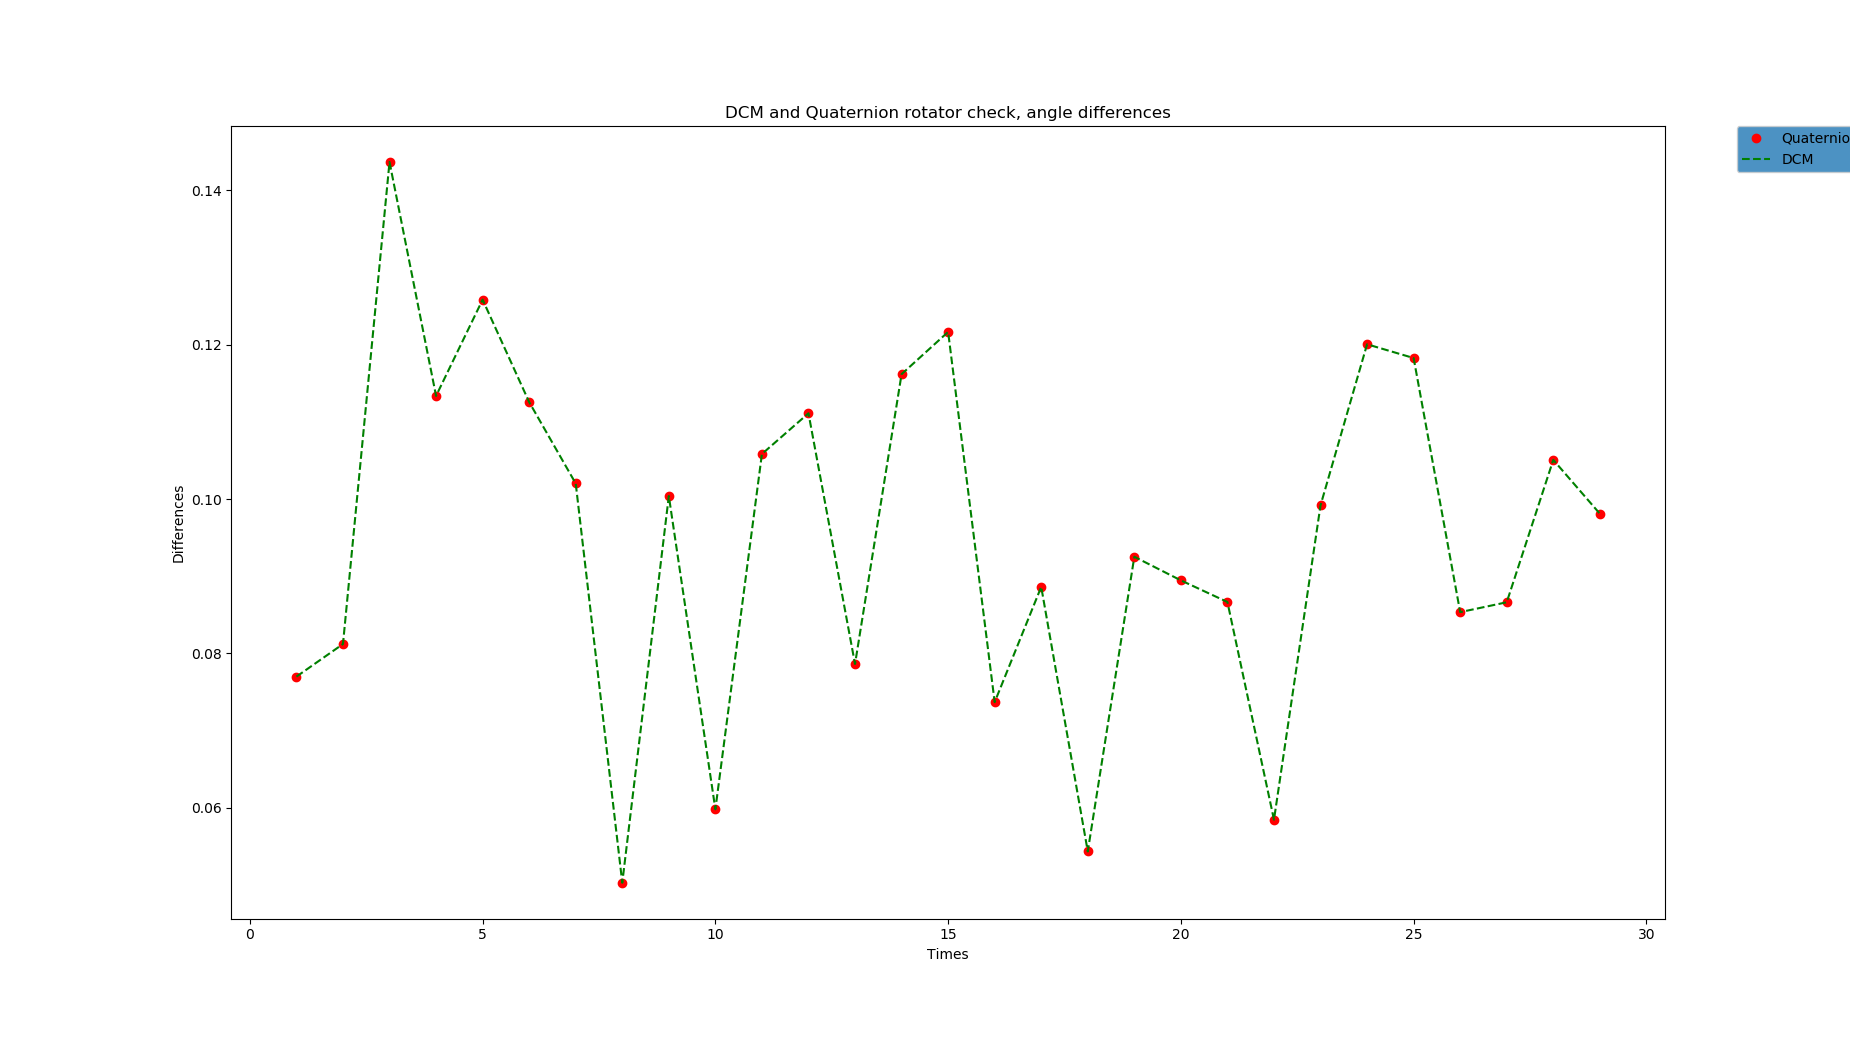 DCM and Quaternion rotator check, angle differences
Quaternio
DCM
0.14
0.12
0.10
0.08
0.06
Differences
0
5
10
15
20
25
30
Times